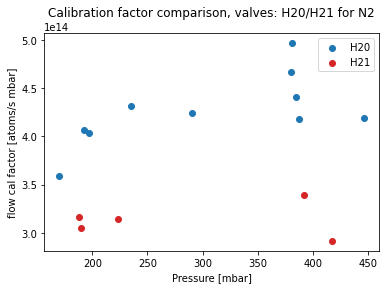 Calibration factor comparison, valves: H20/H21 for N2
1e14
5.0
4.5
4.0
3.5
3.0
flow cal factor [atoms/s mbar]
H20
H21
200 250 300 350 400 450
Pressure [mbar]